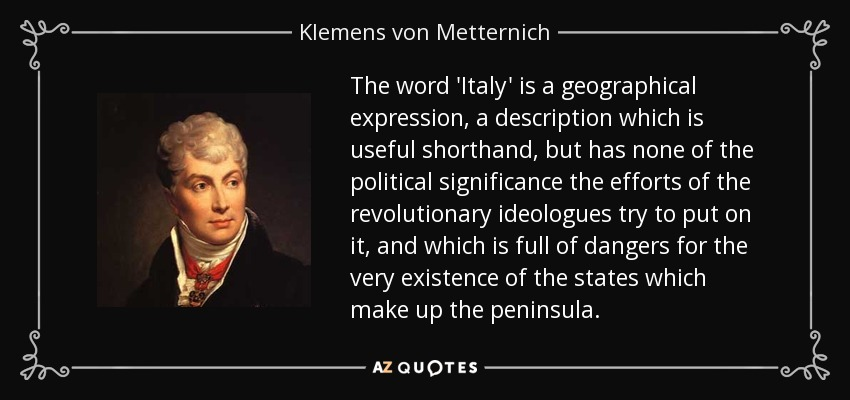 Klemens von Metternich
The word 'Italy' is a geographical
expression, a description which is
useful shorthand, but has none of the
political significance the efforts of the
revolutionary ideologues try to put on
it, and which is full of dangers for the
very existence of the states which
make up the peninsula.
AZ QUOTES